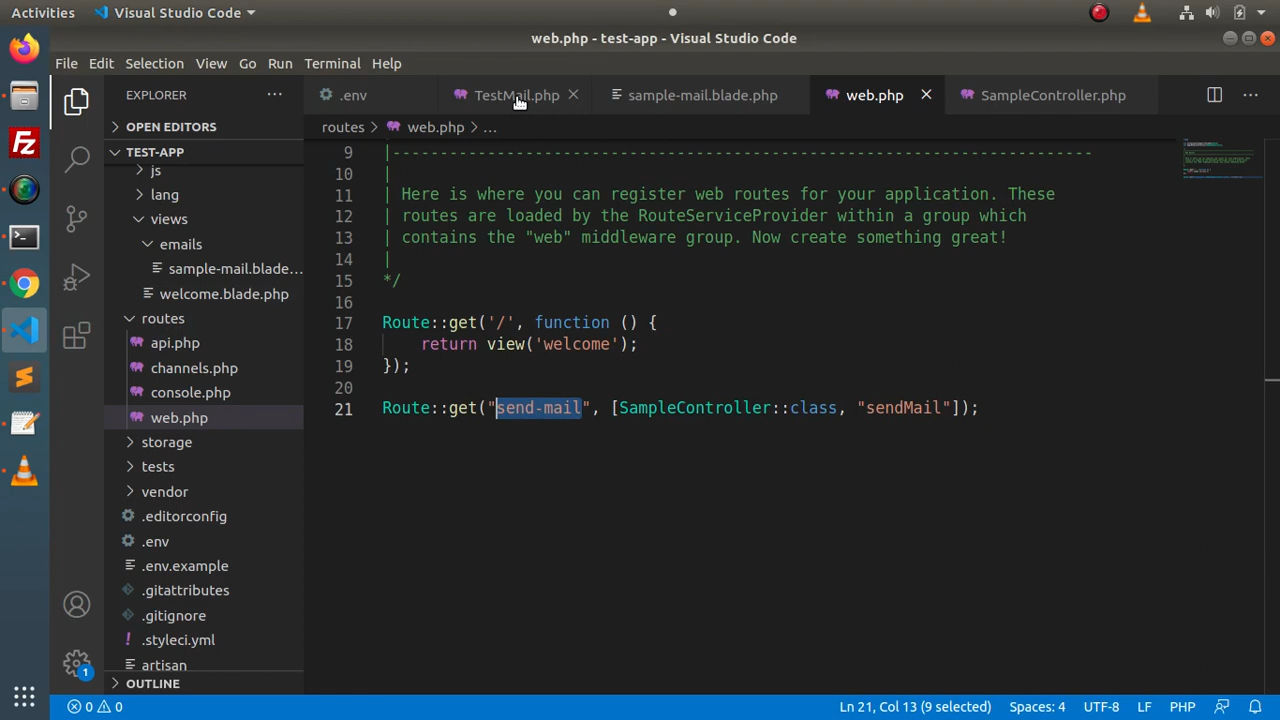 Activities Visual Studio Code
web.php - test-app - Visual Studio Code
File Edit Selection View Go Run Terminal Help
EXPLORER ...
.env TestMail.php sample-mail.blade.php web.php SampleController.php
OPEN EDITORS
routes > web.php > ...
TEST-APP
js
lang
views
emails
sample-mail.blade...
welcome.blade.php
routes
api.php
channels.php
console.php
web.php
storage
tests
vendor
.editorconfig
.env
.env.example
.gitattributes
.gitignore
.styleci.yml
artisan
OUTLINE
9 |--------------------------------------------------------------------------
10 |
11 | Here is where you can register web routes for your application. These
12 | routes are loaded by the RouteServiceProvider within a group which
13 | contains the "web" middleware group. Now create something great!
14 |
15 */
16
17 Route::get('/', function () {
18 return view('welcome');
19 });
20
21 Route::get("send-mail", [SampleController::class, "sendMail"]);
1
0 0 Ln 21, Col 13 (9 selected) Spaces: 4 UTF-8 LF PHP